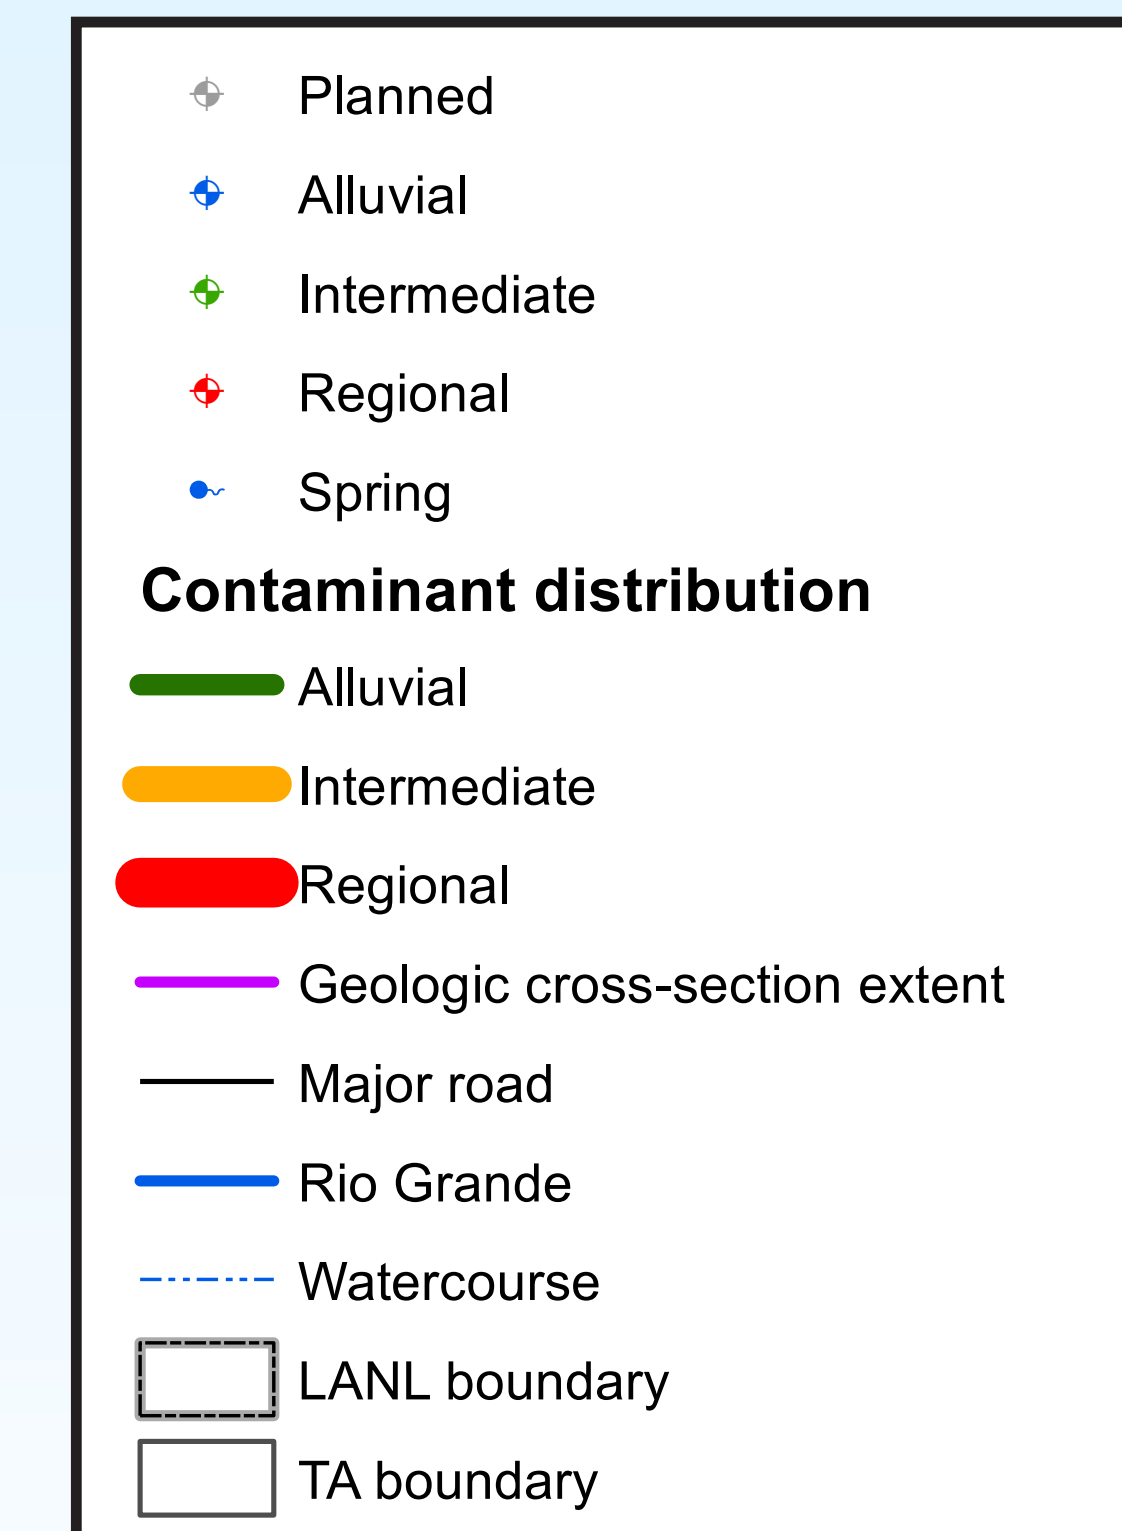 Planned
Alluvial
Intermediate
Regional
Spring
Contaminant distribution
Alluvial
Intermediate
Regional
Geologic cross-section extent
Major road
Rio Grande
Watercourse
LANL boundary
TA boundary